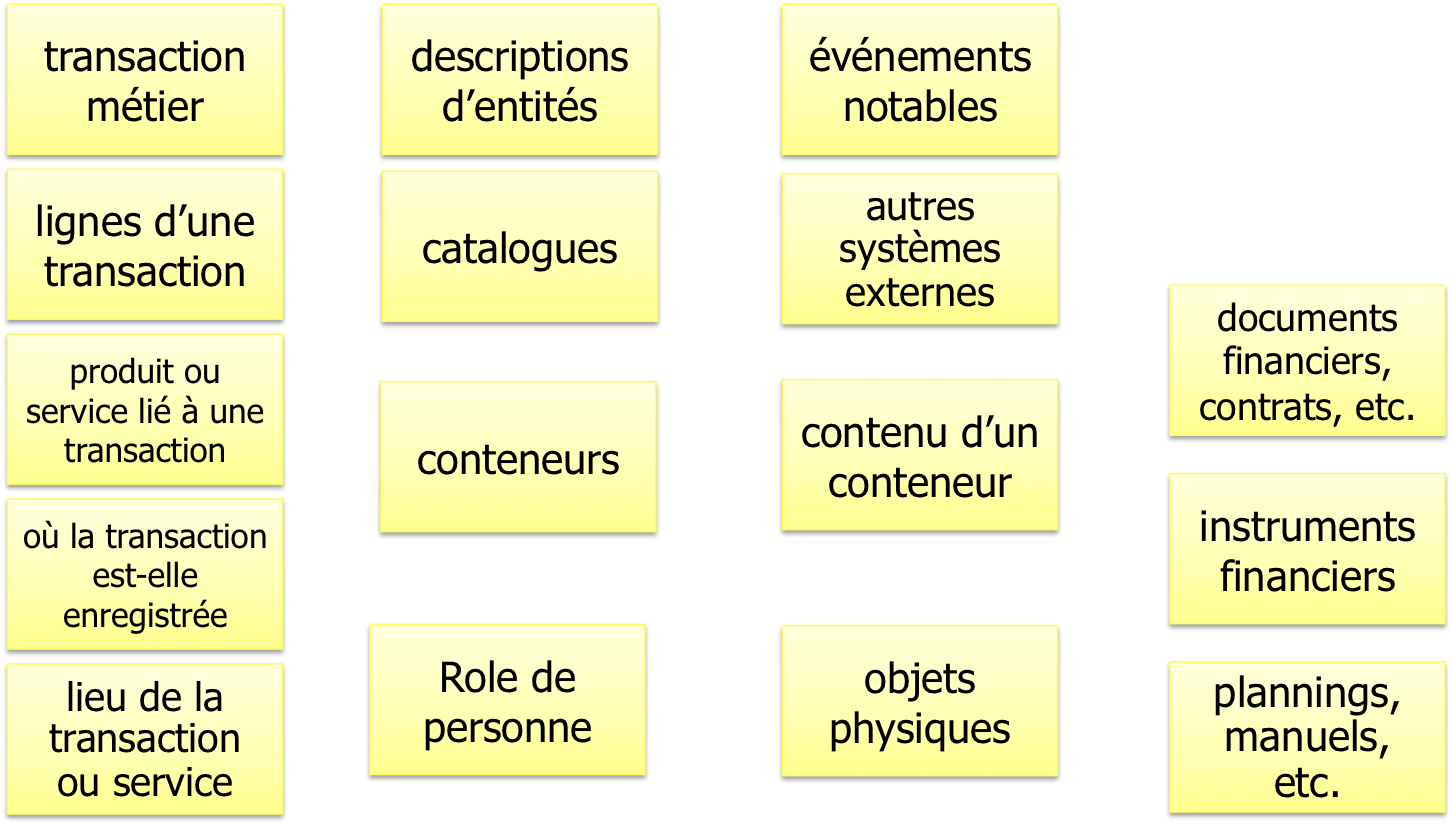 transaction
métier
lignes d’une
transaction
produit ou
service lié à une
transaction
où la transaction
est-elle
enregistrée
lieu de la
transaction
ou service
descriptions
d’entités
catalogues
conteneurs
Role de
personne
événements
notables
autres
systèmes
externes
contenu d’un
conteneur
objets
physiques
documents
financiers,
contrats, etc.
instruments
financiers
plannings,
manuels,
etc.